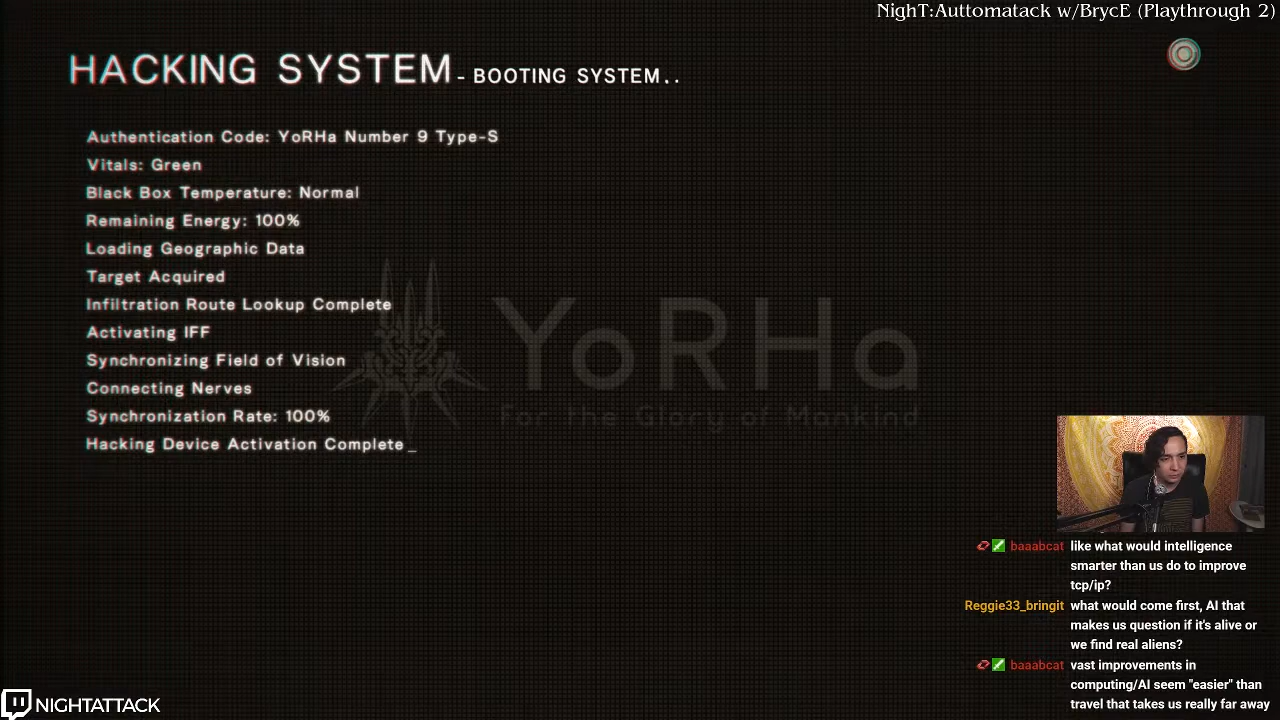 NighT:Auttomatack w/BrycE (Playthrough 2)
HACKING SYSTEM - BOOTING SYSTEM..
Authentication Code: YoRHa Number 9 Type-S
Vitals: Green
Black Box Temperature: Normal
Remaining Energy: 100%
Loading Geographic Data
Target Acquired
Infiltration Route Lookup Complete
Activating IFF
Synchronizing Field of Vision
Connecting Nerves
Synchronization Rate: 100%
Hacking Device Activation Complete _
YoRHa
For the Glory of Mankind
baaabcat like what would intelligence
smarter than us do to improve
tcp/ip?
Reggie33_bringit what would come first, AI that
makes us question if it's alive or
we find real aliens?
baaabcat vast improvements in
computing/AI seem "easier" than
travel that takes us really far away
NIGHTATTACK